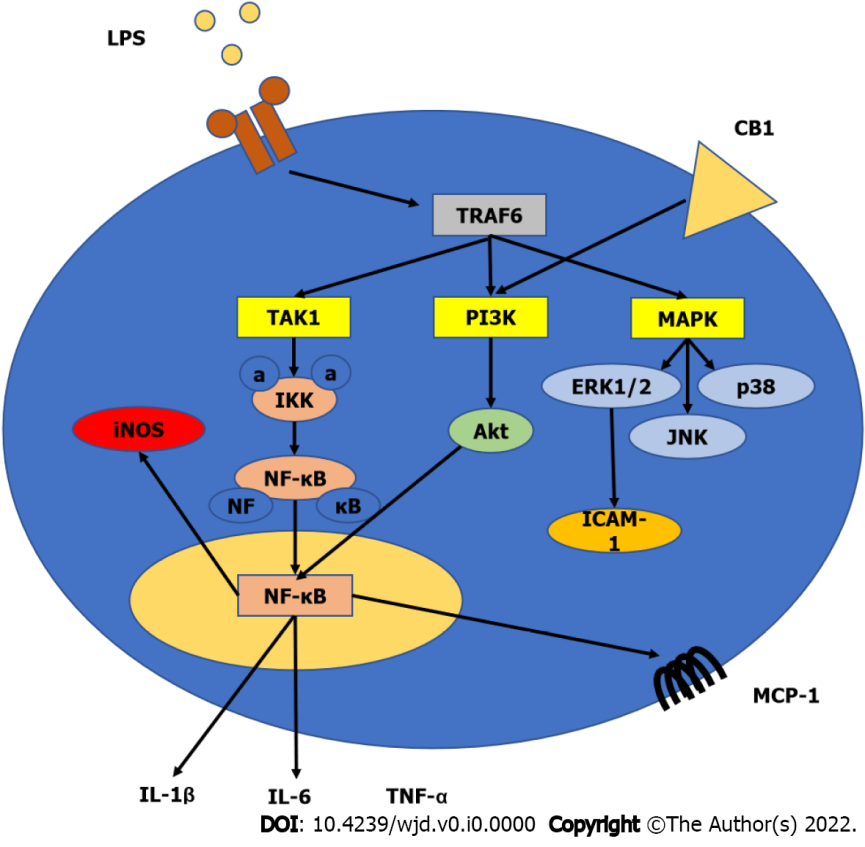 LPS
CB1
TRAF6
TAK1
PI3K
MAPK
a
a
IKK
ERK1/2
p38
iNOS
Akt
JNK
NF-κB
NF
κB
ICAM-
1
NF-κB
MCP-1
IL-1β
IL-6
TNF-α
DOI: 10.4239/wjd.v0.i0.0000 Copyright ©The Author(s) 2022.